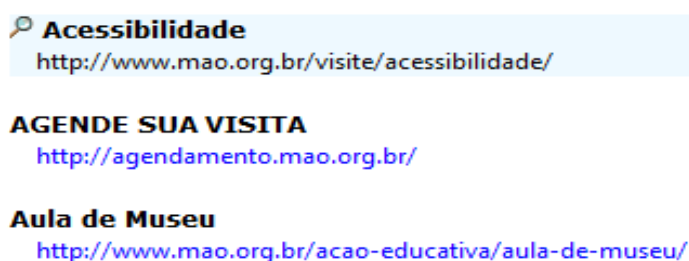 Acessibilidade
http://www.mao.org.br/visite/acessibilidade/
AGENDE SUA VISITA
http://agendamento.mao.org.br/
Aula de Museu
http://www.mao.org.br/acao-educativa/aula-de-museu/